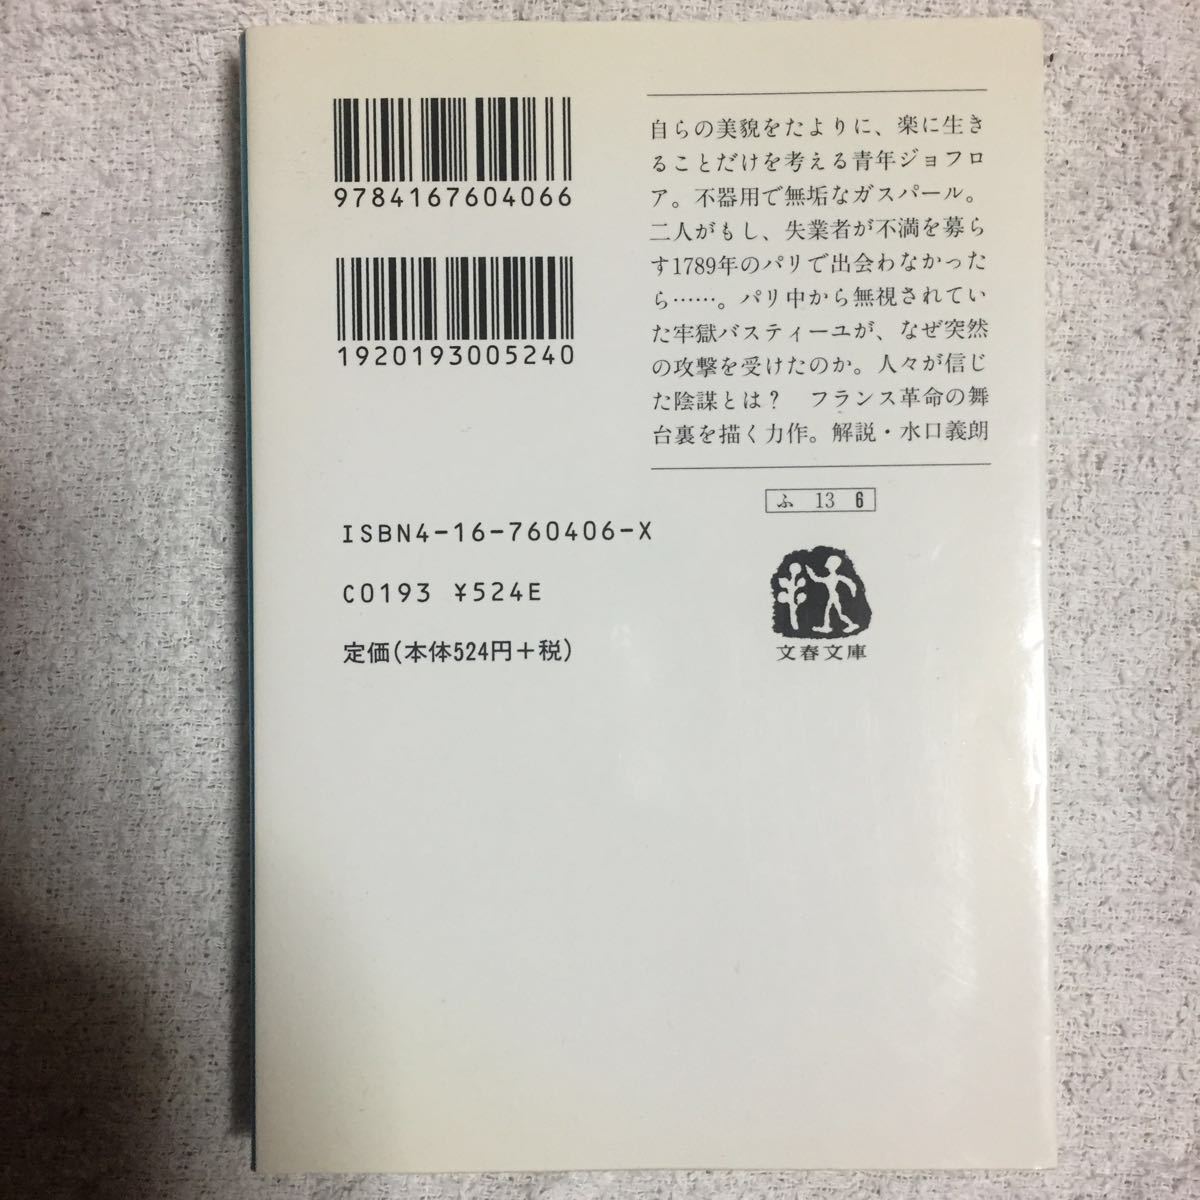 9784167604066
1920193005240
自らの美貌をたよりに、楽に生き
ることだけを考える青年ジョフロ
ア。不器用で無垢なガスパール。
二人がもし、失業者が不満を募ら
す1789年のパリで出会わなかった
ら……。パリ中から無視されてい
た牢獄バスティーユが、なぜ突然
の攻撃を受けたのか。人々が信じ
た陰謀とは？　フランス革命の舞
台裏を描く力作。解説・水口義朗
ふ 13 6
ISBN4-16-760406-X
C0193 ¥524E
定価(本体524円＋税)
文春文庫